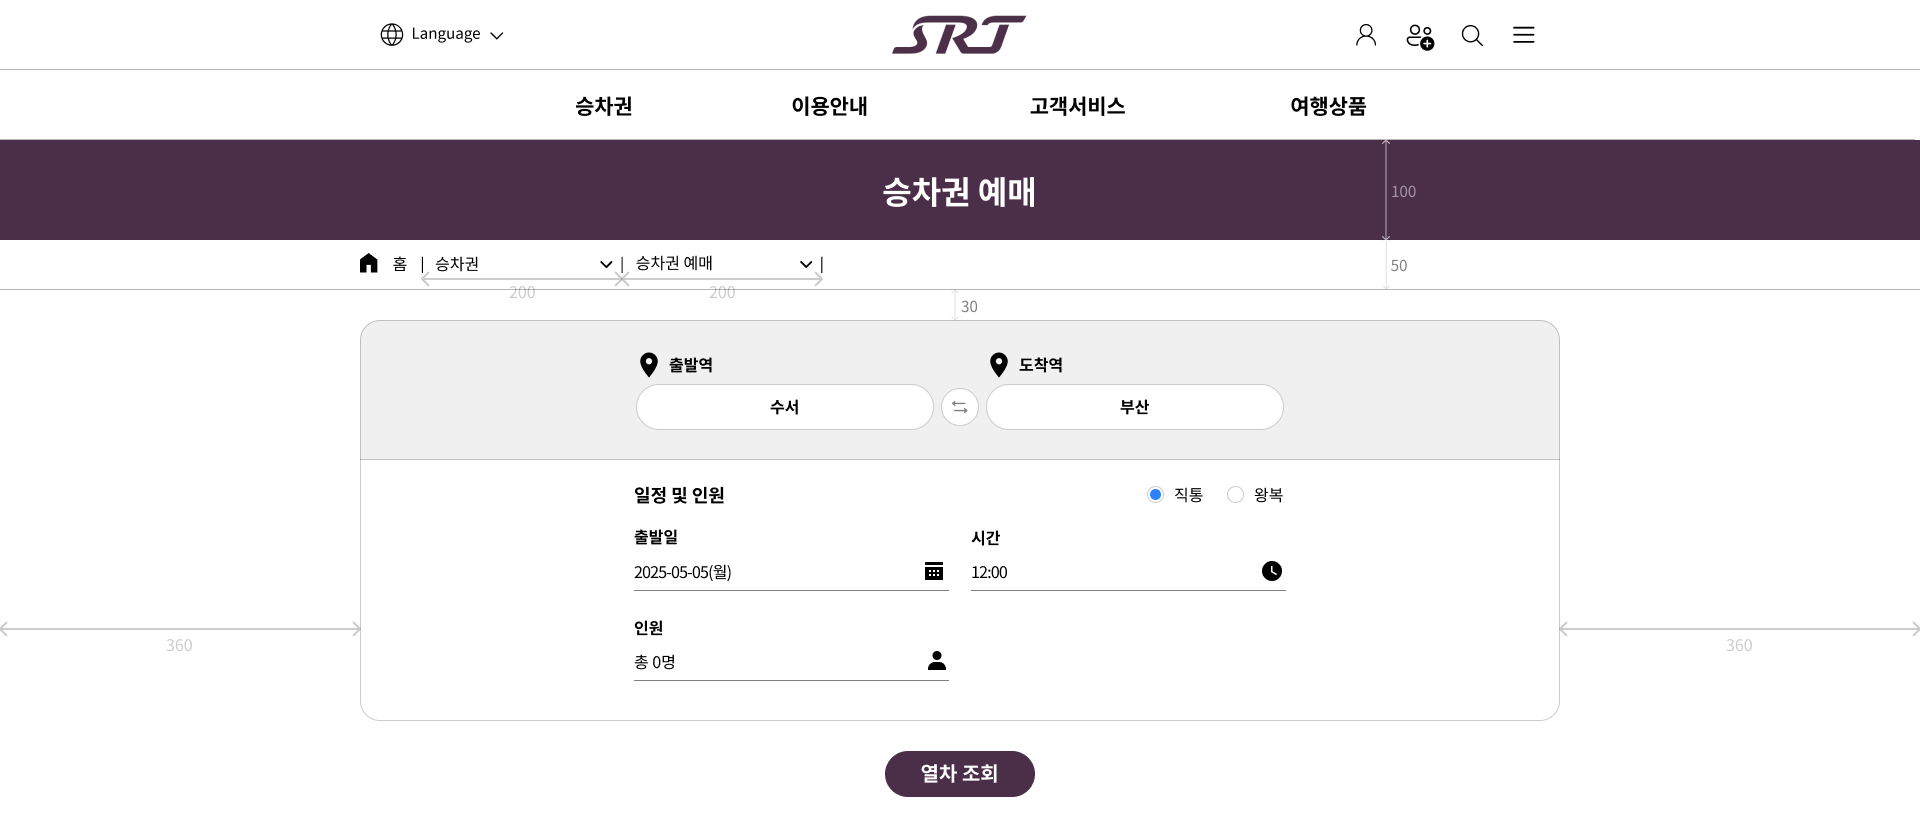 Language
SRT
승차권 이용안내 고객서비스 여행상품
승차권 예매
100
홈 | 승차권 | 승차권 예매 |
50
200 200
30
출발역 도착역
수서 부산
일정 및 인원 직통 왕복
출발일 시간
2025-05-05(월) 12:00
인원
360 360
총 0명
열차 조회